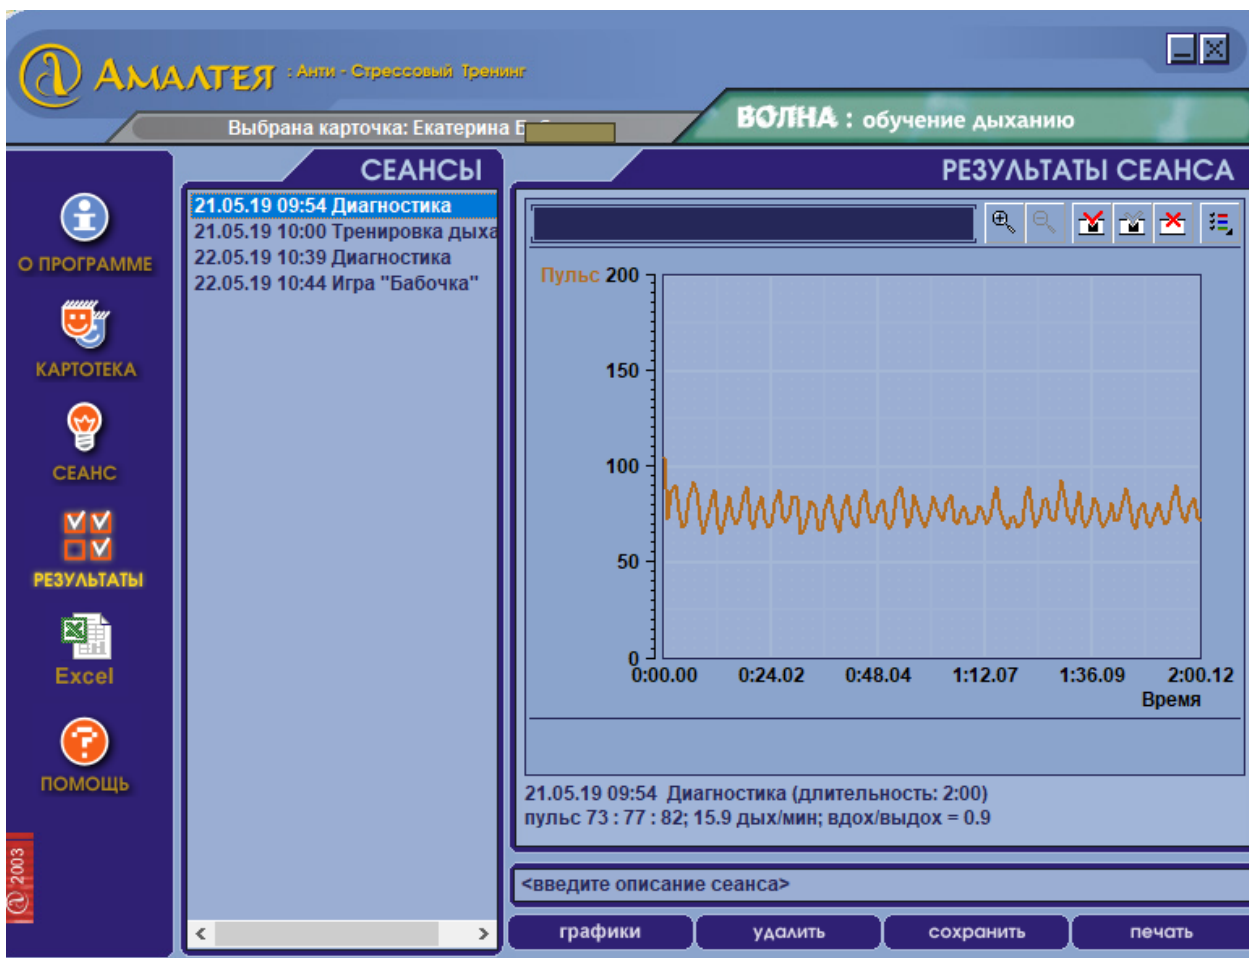 Амалтея : Анти - Стрессовый Тренинг
Выбрана карточка: Екатерина
ВОЛНА : обучение дыханию
О ПРОГРАММЕ
КАРТОТЕКА
СЕАНС
РЕЗУЛЬТАТЫ
Excel
ПОМОЩЬ
@ 2003
СЕАНСЫ
21.05.19 09:54 Диагностика
21.05.19 10:00 Тренировка дыха
22.05.19 10:39 Диагностика
22.05.19 10:44 Игра "Бабочка"
РЕЗУЛЬТАТЫ СЕАНСА
Пульс 200
150
100
50
0
0:00.00 0:24.02 0:48.04 1:12.07 1:36.09 2:00.12
Время
21.05.19 09:54 Диагностика (длительность: 2:00)
пульс 73 : 77 : 82; 15.9 дых/мин; вдох/выдох = 0.9
<введите описание сеанса>
графики удалить сохранить печать